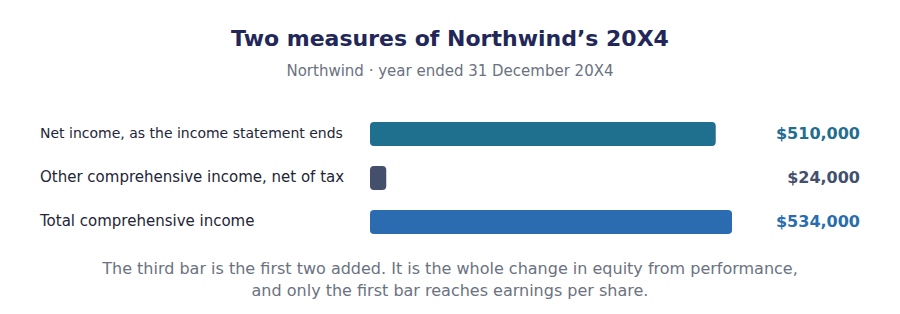 Two measures of Northwind’s 20X4
Northwind · year ended 31 December 20X4
Net income, as the income statement ends $510,000
Other comprehensive income, net of tax $24,000
Total comprehensive income $534,000
The third bar is the first two added. It is the whole change in equity from performance,
and only the first bar reaches earnings per share.